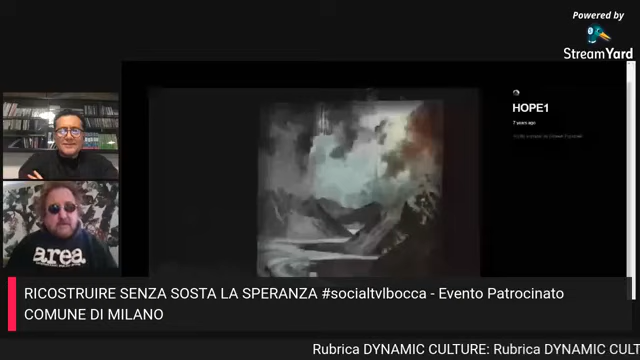 Powered by
StreamYard
HOPE1
7 years ago
area
RICOSTRUIRE SENZA SOSTA LA SPERANZA #socialtvlbocca - Evento Patrocinato
COMUNE DI MILANO
Rubrica DYNAMIC CULTURE: Rubrica DYNAMIC CULT